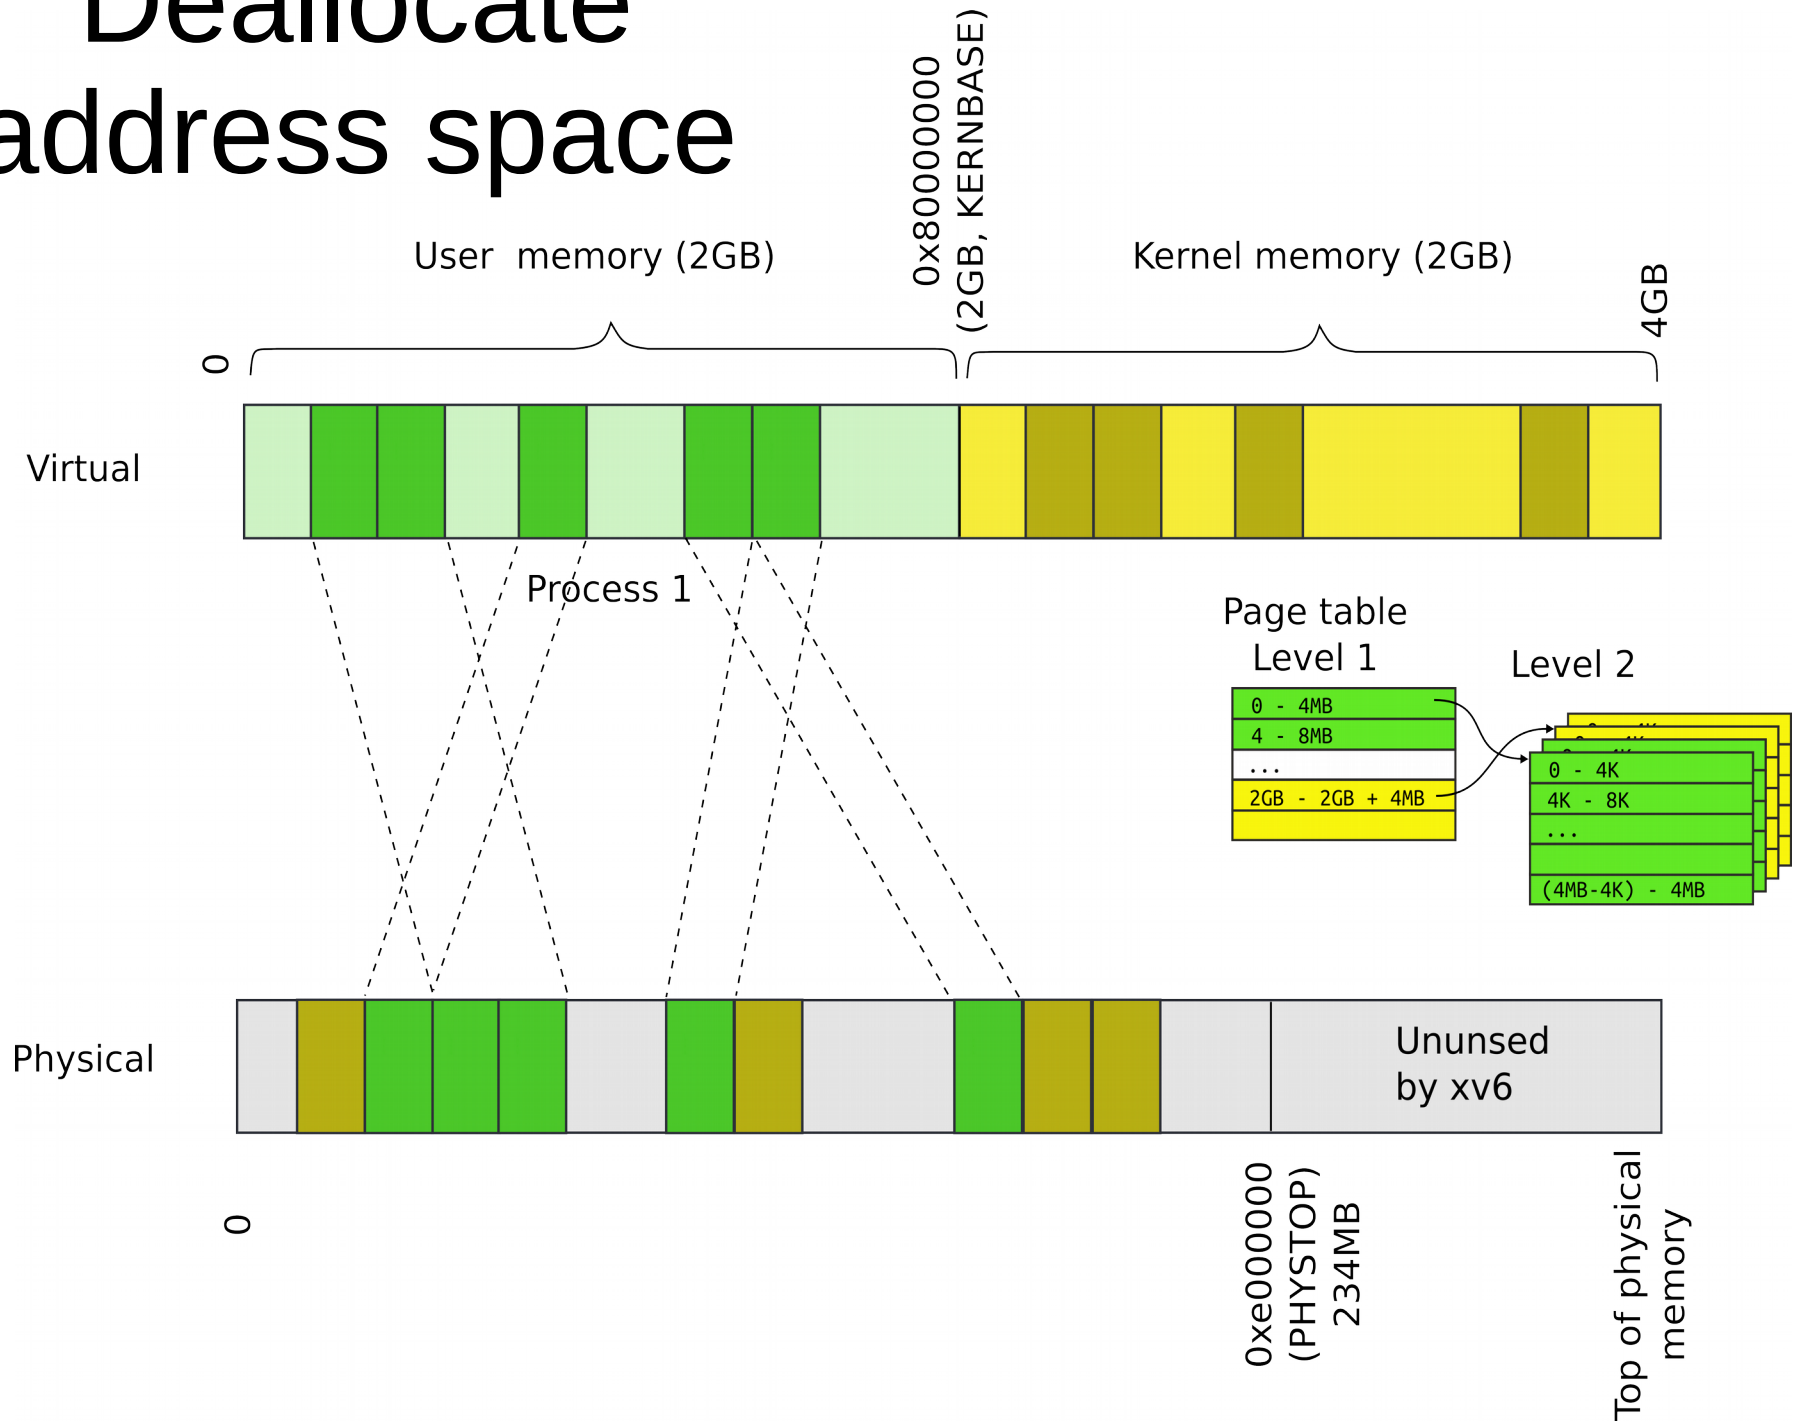 Deallocate
address space
0x80000000
(2GB, KERNBASE)
User memory (2GB)
Kernel memory (2GB)
4GB
0
Virtual
Process 1
Page table
Level 1
Level 2
0 - 4MB
4 - 8MB
...
2GB - 2GB + 4MB
0 - 4K
4K - 8K
...
(4MB-4K) - 4MB
Physical
Ununsed
by xv6
0
0xe000000
(PHYSTOP)
234MB
Top of physical
memory